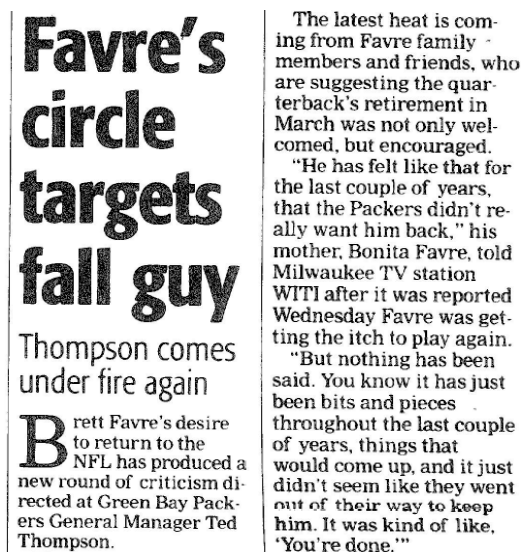 Favre's
circle
targets
fall guy
Thompson comes
under fire again
Brett Favre's desire
to return to the
NFL has produced a
new round of criticism di-
rected at Green Bay Pack-
ers General Manager Ted
Thompson.
The latest heat is com-
ing from Favre family
members and friends, who
are suggesting the quar-
terback's retirement in
March was not only wel-
comed, but encouraged.
"He has felt like that for
the last couple of years,
that the Packers didn't re-
ally want him back," his
mother, Bonita Favre, told
Milwaukee TV station
WITI after it was reported
Wednesday Favre was get-
ting the itch to play again.
"But nothing has been
said. You know it has just
been bits and pieces
throughout the last couple
of years, things that
would come up, and it just
didn't seem like they went
out of their way to keep
him. It was kind of like,
'You're done.'"